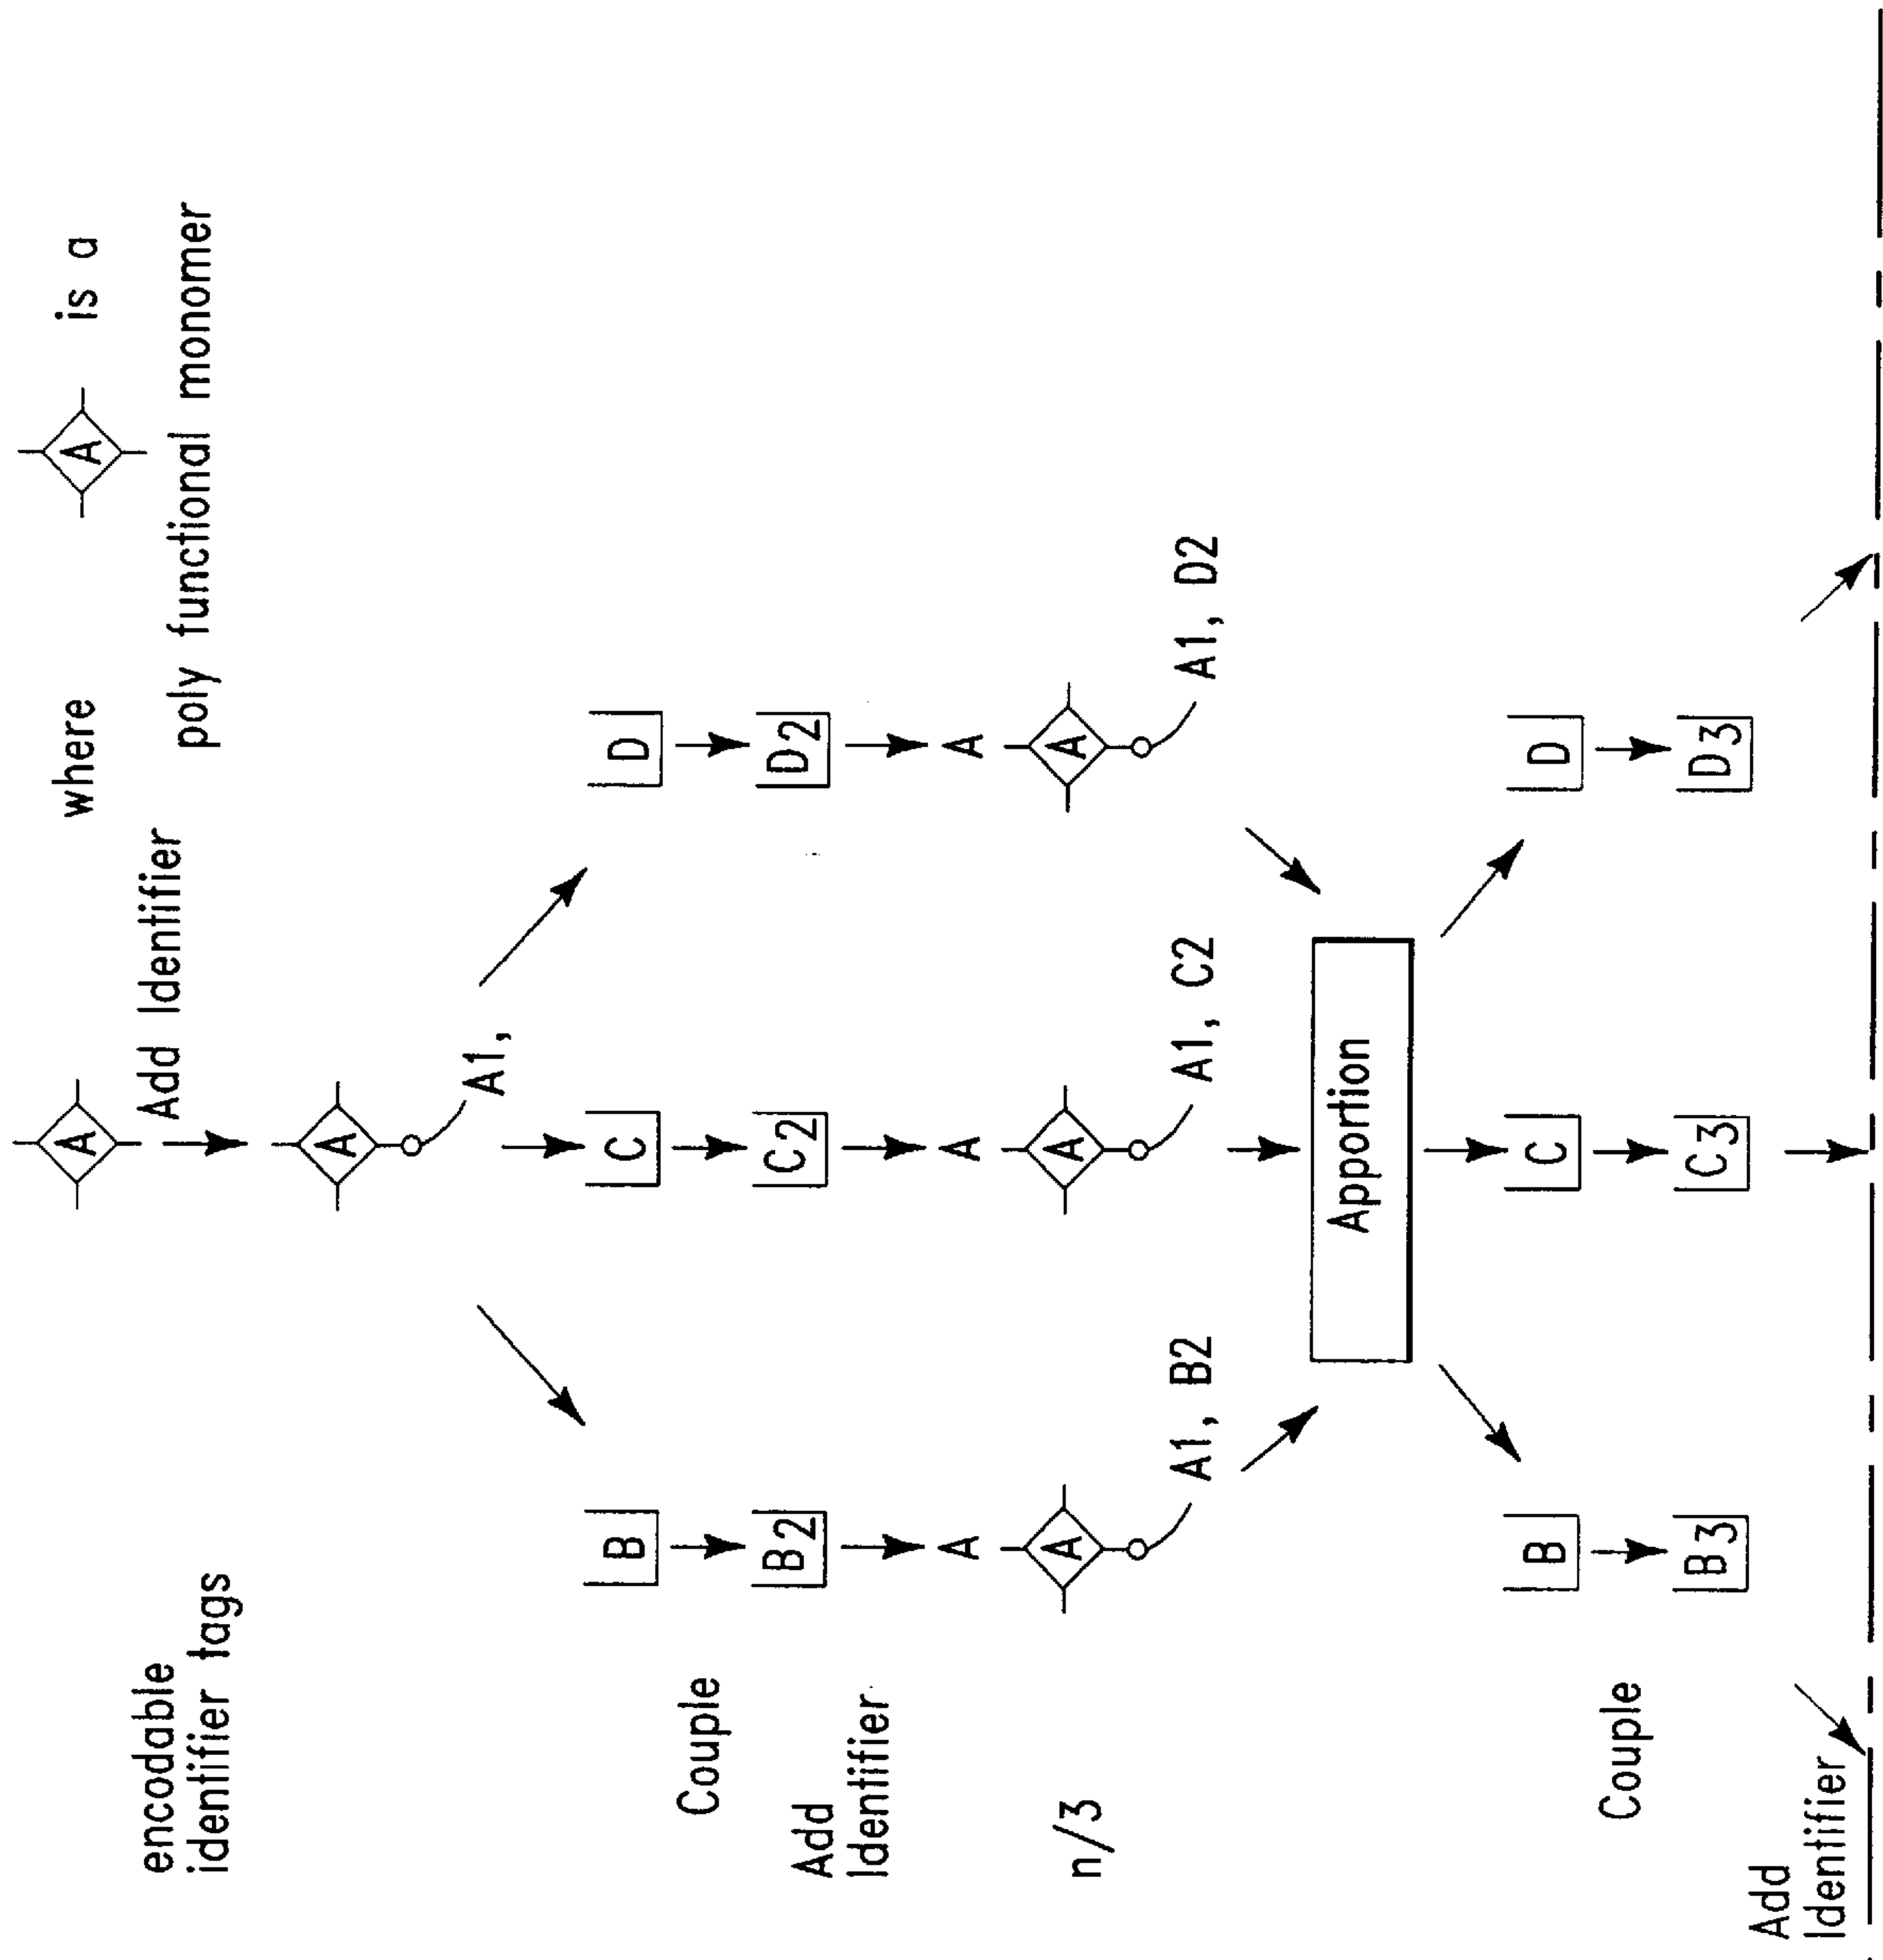 encodable
identifier tags
A
where
A
is a
poly functional monomer
Add Identifier
A
A1,
Couple
B
C
D
Add
Identifier
B2
C2
D2
A
A
A
n/3
A
A
A
A1, B2
A1, C2
A1, D2
Apportion
Couple
B
C
D
Add
Identifier
B3
C3
D3